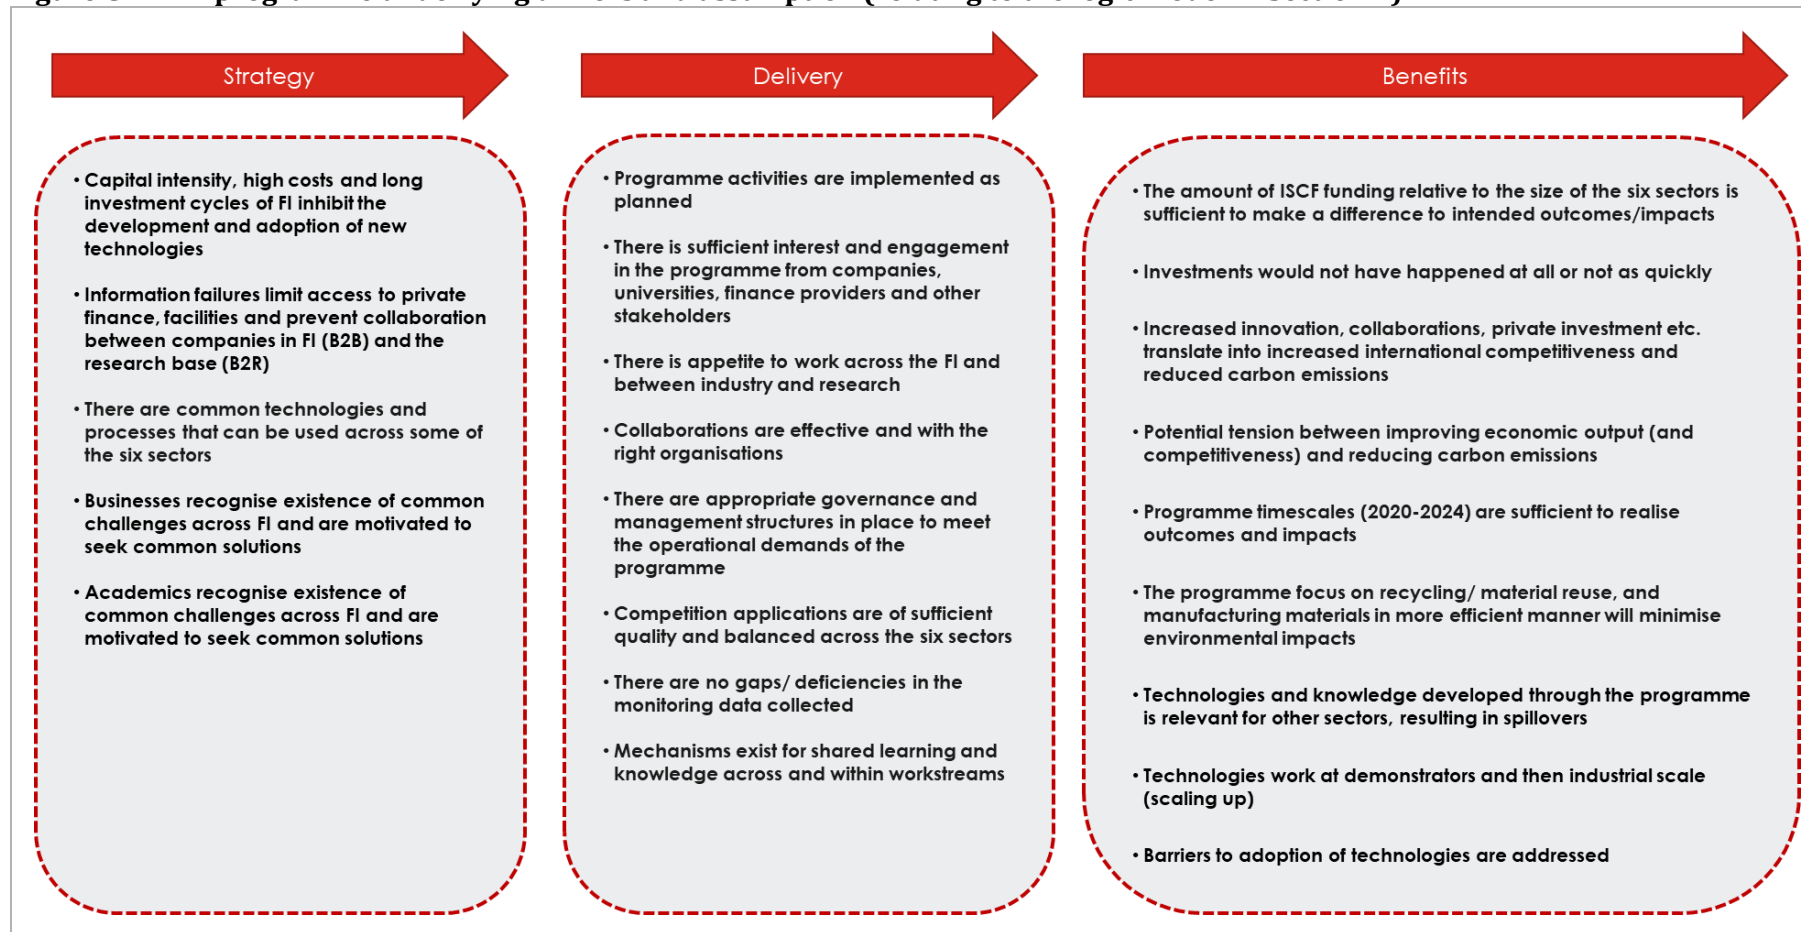 Strategy
Delivery
Benefits
• Capital intensity, high costs and long
investment cycles of FI inhibit the
development and adoption of new
technologies
• Information failures limit access to private
finance, facilities and prevent collaboration
between companies in FI (B2B) and the
research base (B2R)
• There are common technologies and
processes that can be used across some of
the six sectors
• Businesses recognise existence of common
challenges across FI and are motivated to
seek common solutions
• Academics recognise existence of
common challenges across FI and are
motivated to seek common solutions
• Programme activities are implemented as
planned
• There is sufficient interest and engagement
in the programme from companies,
universities, finance providers and other
stakeholders
• There is appetite to work across the FI and
between industry and research
• Collaborations are effective and with the
right organisations
• There are appropriate governance and
management structures in place to meet
the operational demands of the
programme
• Competition applications are of sufficient
quality and balanced across the six sectors
• There are no gaps/ deficiencies in the
monitoring data collected
• Mechanisms exist for shared learning and
knowledge across and within workstreams
• The amount of ISCF funding relative to the size of the six sectors is
sufficient to make a difference to intended outcomes/impacts
• Investments would not have happened at all or not as quickly
• Increased innovation, collaborations, private investment etc.
translate into increased international competitiveness and
reduced carbon emissions
• Potential tension between improving economic output (and
competitiveness) and reducing carbon emissions
• Programme timescales (2020-2024) are sufficient to realise
outcomes and impacts
• The programme focus on recycling/ material reuse, and
manufacturing materials in more efficient manner will minimise
environmental impacts
• Technologies and knowledge developed through the programme
is relevant for other sectors, resulting in spillovers
• Technologies work at demonstrators and then industrial scale
(scaling up)
• Barriers to adoption of technologies are addressed